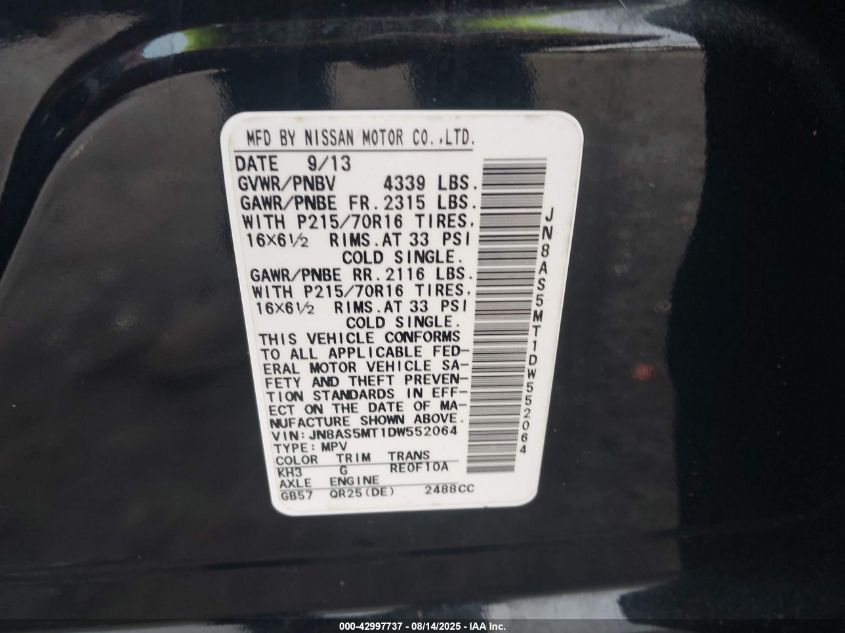 MFD BY NISSAN MOTOR CO.,LTD.
DATE 9/13
GVWR/PNBV 4339 LBS.
GAWR/PNBE FR. 2315 LBS.
WITH P215/70R16 TIRES,
16X6½ RIMS.AT 33 PSI
COLD SINGLE.
GAWR/PNBE RR. 2116 LBS.
WITH P215/70R16 TIRES,
16X6½ RIMS.AT 33 PSI
COLD SINGLE.
THIS VEHICLE CONFORMS
TO ALL APPLICABLE FED-
ERAL MOTOR VEHICLE SA-
FETY AND THEFT PREVEN-
TION STANDARDS IN EFF-
ECT ON THE DATE OF MA-
NUFACTURE SHOWN ABOVE.
VIN: JN8AS5MT1DW552064
TYPE: MPV
COLOR TRIM TRANS
KH3 G RE0F10A
AXLE ENGINE
GB57 QR25(DE) 2488CC
JN8AS5MT1DW552064
000-42997737 - 08/14/2025 - IAA Inc.